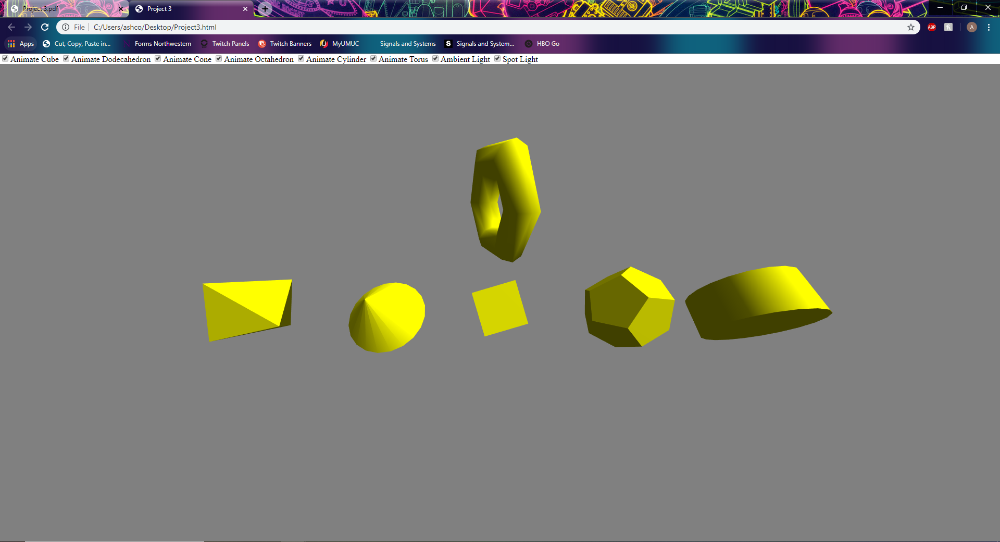 Project 3.pdf Project 3
File C:/Users/ashco/Desktop/Project3.html ABP A
Apps Cut, Copy, Paste in... Forms Northwestern Twitch Panels Twitch Banners MyUMUC Signals and Systems S Signals and System... HBO Go
Animate Cube Animate Dodecahedron Animate Cone Animate Octahedron Animate Cylinder Animate Torus Ambient Light Spot Light